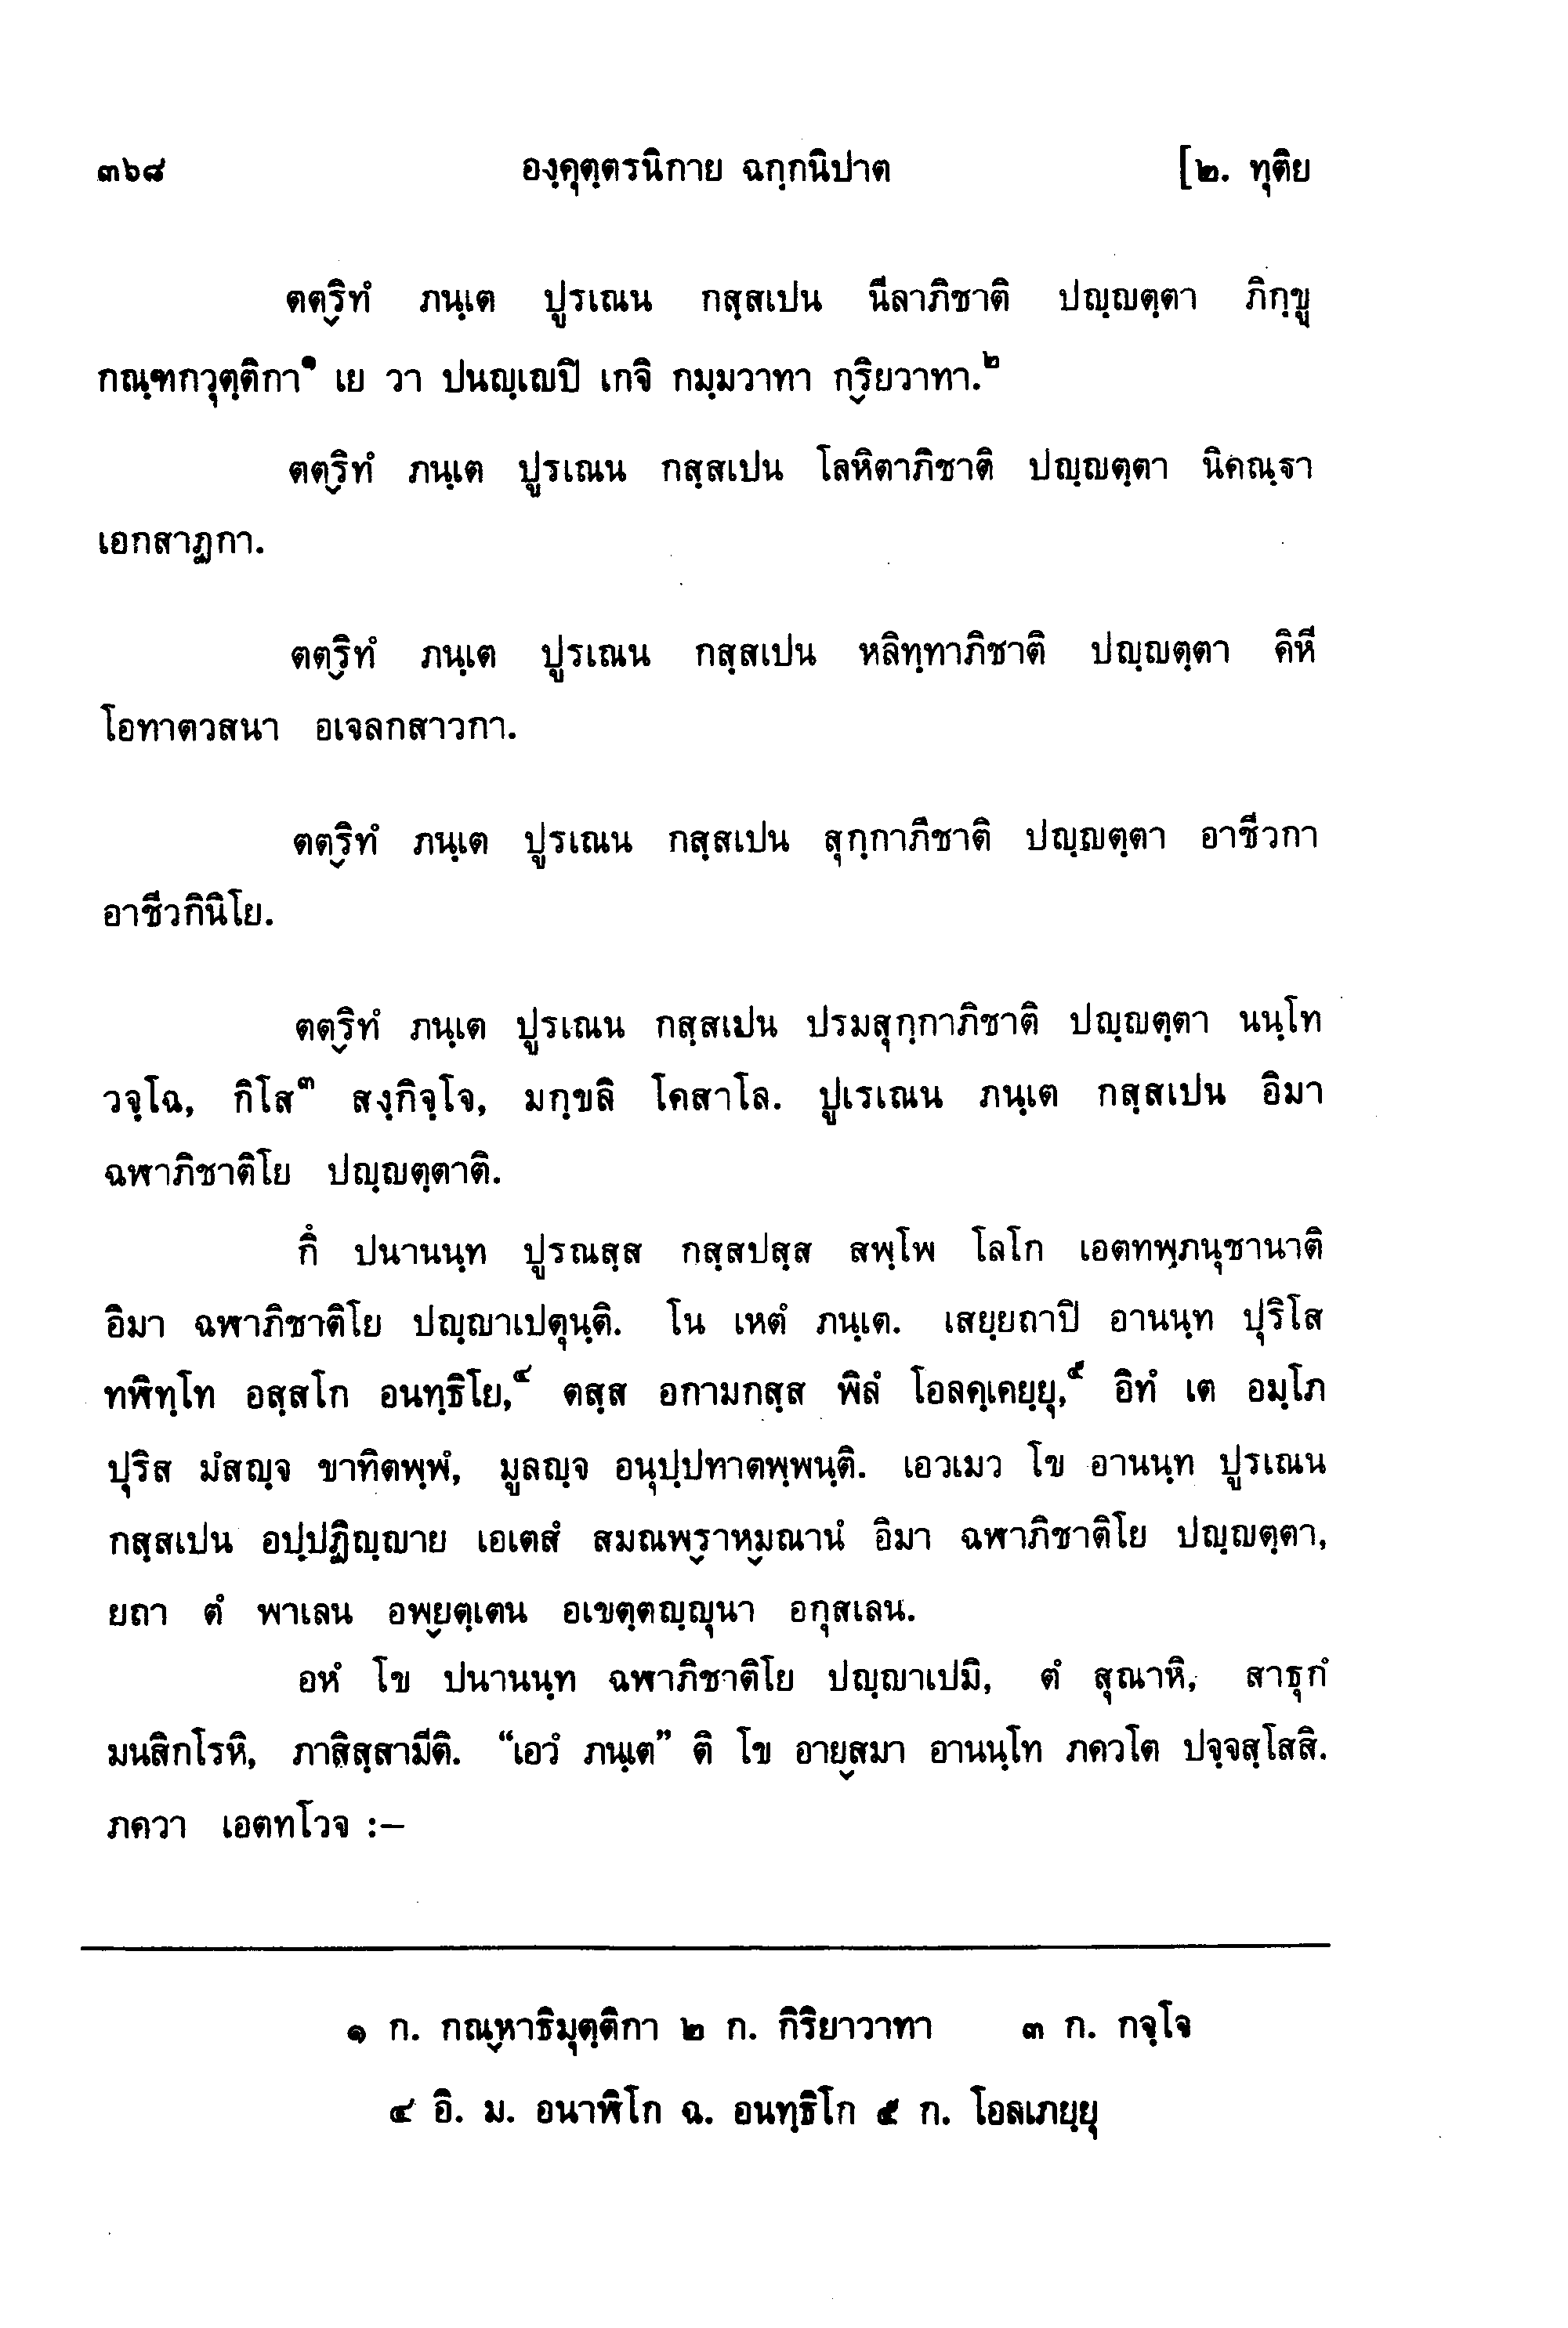 ๓๖๘ องฺคุตฺตรนิกาย ฉกฺกนิปาต [๒. ทุติย
ตตฺริทํ ภนฺเต ปูรเณน กสฺสเปน นีลาภิชาติ ปญฺญตฺตา ภิกฺขู
กณฺฑกวุตฺติกา๑ เย วา ปนญฺเญปิ เกจิ กมฺมวาทา กฺริยวาทา.๒
ตตฺริทํ ภนฺเต ปูรเณน กสฺสเปน โลหิตาภิชาติ ปญฺญตฺตา นิคณฺฐา
เอกสาฏกา.
ตตฺริทํ ภนฺเต ปูรเณน กสฺสเปน หลิทฺทาภิชาติ ปญฺญตฺตา คิหี
โอทาตวสนา อเจลกสาวกา.
ตตฺริทํ ภนฺเต ปูรเณน กสฺสเปน สุกฺกาภิชาติ ปญฺญตฺตา อาชีวกา
อาชีวกินิโย.
ตตฺริทํ ภนฺเต ปูรเณน กสฺสเปน ปรมสุกฺกาภิชาติ ปญฺญตฺตา นนฺโท
วจฺโฉ, กิโส๓ สงฺกิจฺโจ, มกฺขลิ โคสาโล. ปูเรเณน ภนฺเต กสฺสเปน อิมา
ฉฬาภิชาติโย ปญฺญตฺตาติ.
กึ ปนานนฺท ปูรณสฺส กสฺสปสฺส สพฺโพ โลโก เอตทพฺภนุชานาติ
อิมา ฉฬาภิชาติโย ปญฺญาเปตุนฺติ. โน เหตํ ภนฺเต. เสยฺยถาปิ อานนฺท ปุริโส
ทฬิทฺโท อสฺสโก อนทฺธิโย,๔ ตสฺส อกามกสฺส พิลํ โอลคฺเคยฺยุ,๕ อิทํ เต อมฺโภ
ปุริส มํสญฺจ ขาทิตพฺพํ, มูลญฺจ อนุปฺปทาตพฺพนฺติ. เอวเมว โข อานนฺท ปูรเณน
กสฺสเปน อปฺปฏิญฺญาย เอเตสํ สมณพฺราหฺมณานํ อิมา ฉฬาภิชาติโย ปญฺญตฺตา,
ยถา ตํ พาเลน อพฺยตฺเตน อเขตฺตญฺญุนา อกุสเลน.
อหํ โข ปนานนฺท ฉฬาภิชาติโย ปญฺญาเปมิ, ตํ สุณาหิ, สาธุกํ
มนสิกโรหิ, ภาสิสฺสามีติ. “เอวํ ภนฺเต” ติ โข อายสฺมา อานนฺโท ภควโต ปจฺจสฺโสสิ.
ภควา เอตทโวจ :–
๑ ก. กณฺหาธิมุตฺติกา ๒ ก. กิริยาวาทา ๓ ก. กจฺโจ
๔ อิ. ม. อนาฬิโก ฉ. อนทฺธิโก ๕ ก. โอลเภยฺยุ